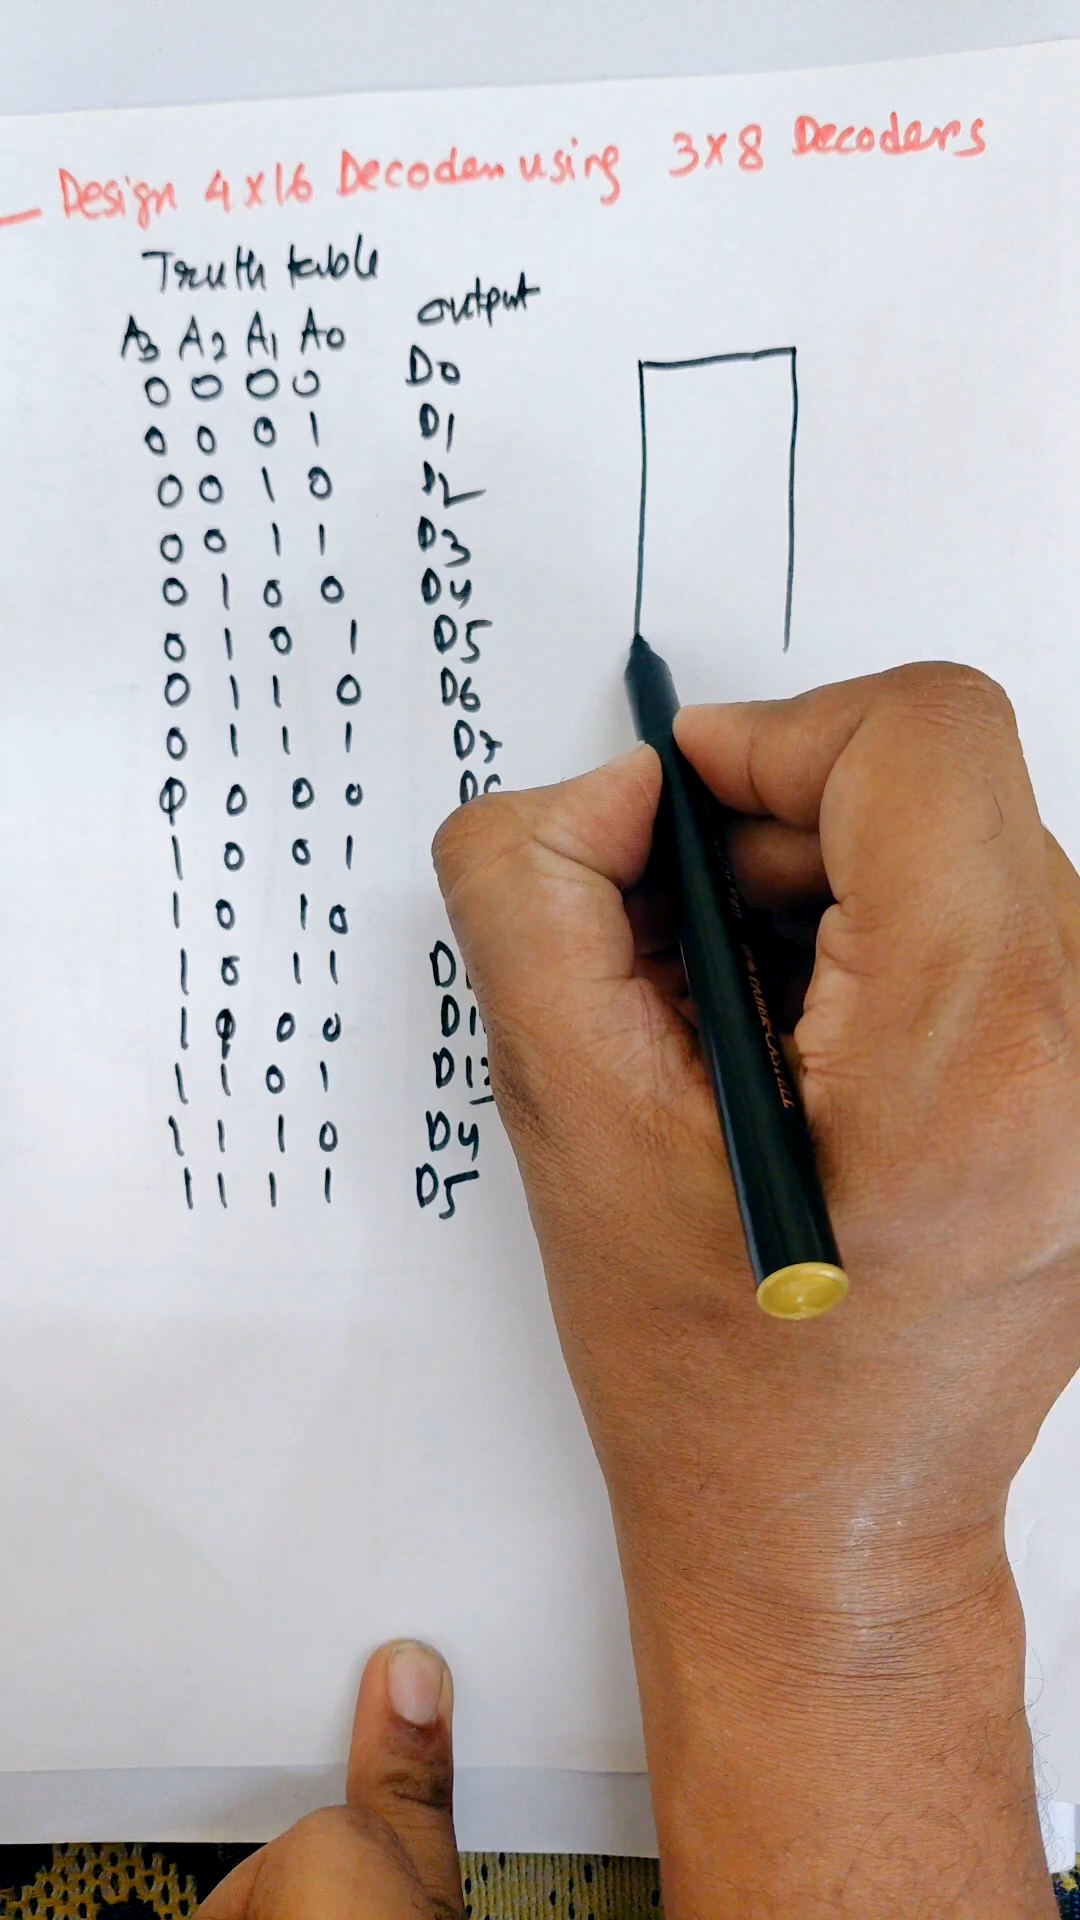 Design 4x16 Decoder using 3x8 Decoders
Truth table
A3 A2 A1 A0 output
0 0 0 0 D0
0 0 0 1 D1
0 0 1 0 D2
0 0 1 1 D3
0 1 0 0 D4
0 1 0 1 D5
0 1 1 0 D6
0 1 1 1 D7
1 0 0 0
1 0 0 1
1 0 1 0
1 0 1 1
1 1 0 0
1 1 0 1
1 1 1 0 D4
1 1 1 1 D5